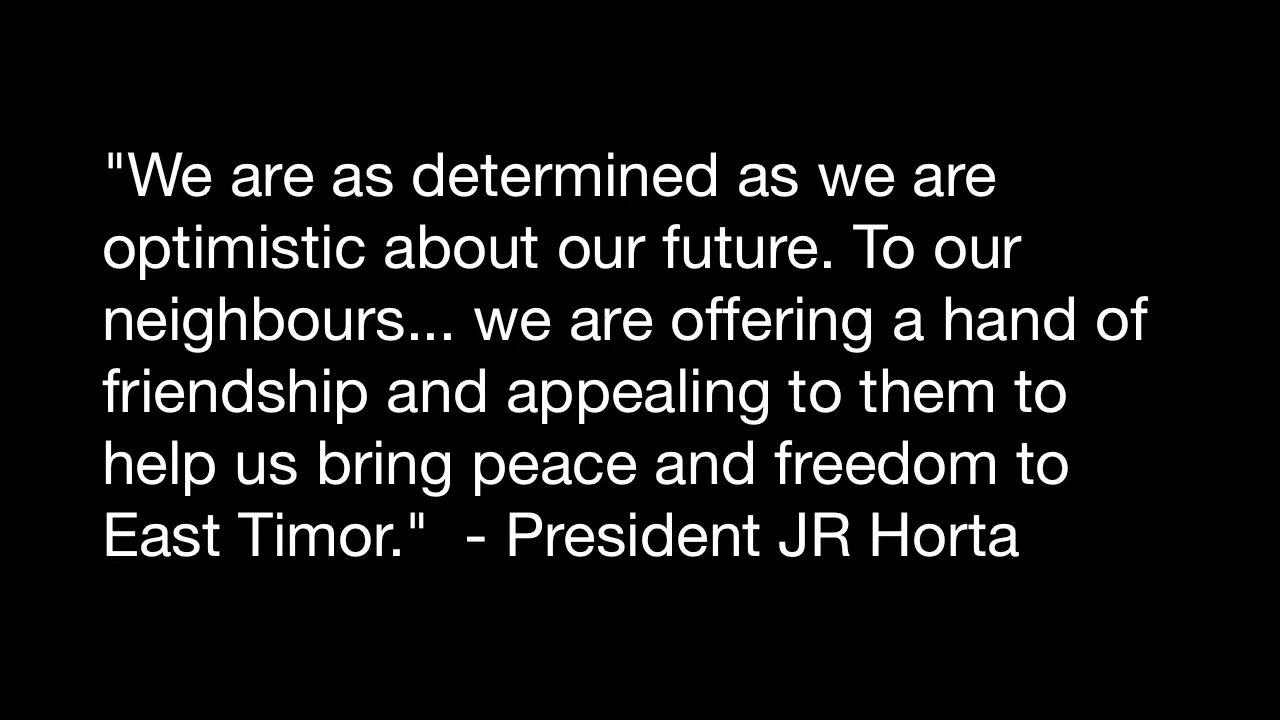 "We are as determined as we are
optimistic about our future. To our
neighbours... we are offering a hand of
friendship and appealing to them to
help us bring peace and freedom to
East Timor."  - President JR Horta